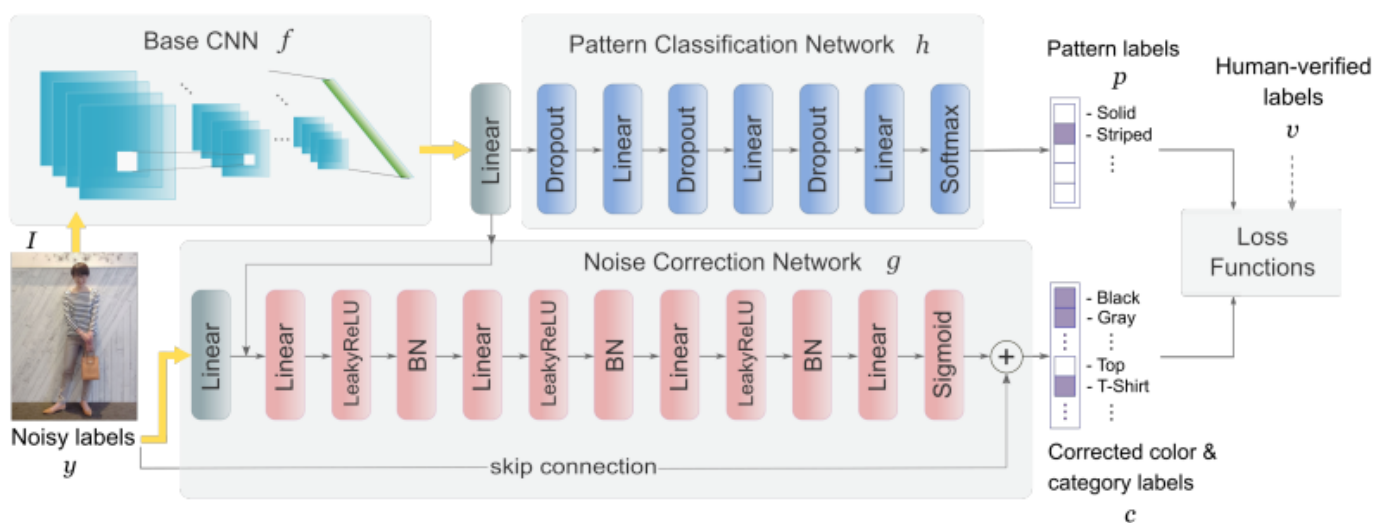 Base CNN f
Pattern Classification Network h
Linear
Dropout
Linear
Dropout
Linear
Dropout
Linear
Softmax
Pattern labels
p
- Solid
- Striped
Human-verified
labels
v
Loss
Functions
I
Noisy labels
y
Noise Correction Network g
Linear
Linear
LeakyReLU
BN
Linear
LeakyReLU
BN
Linear
LeakyReLU
BN
Linear
Sigmoid
+
skip connection
- Black
- Gray
- Top
- T-Shirt
Corrected color &
category labels
c